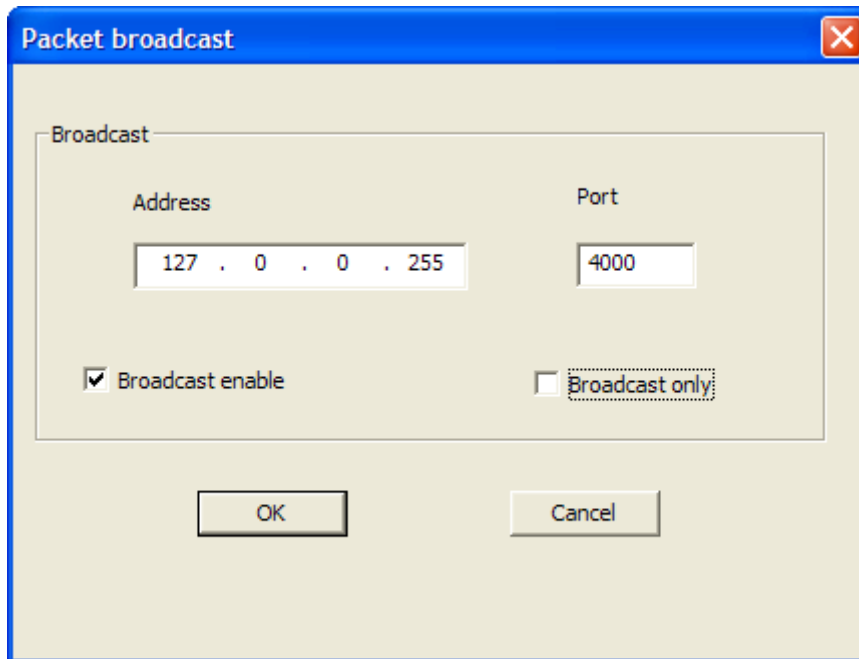 Packet broadcast
Broadcast
Address Port
127 . 0 . 0 . 255 4000
Broadcast enable Broadcast only
OK Cancel